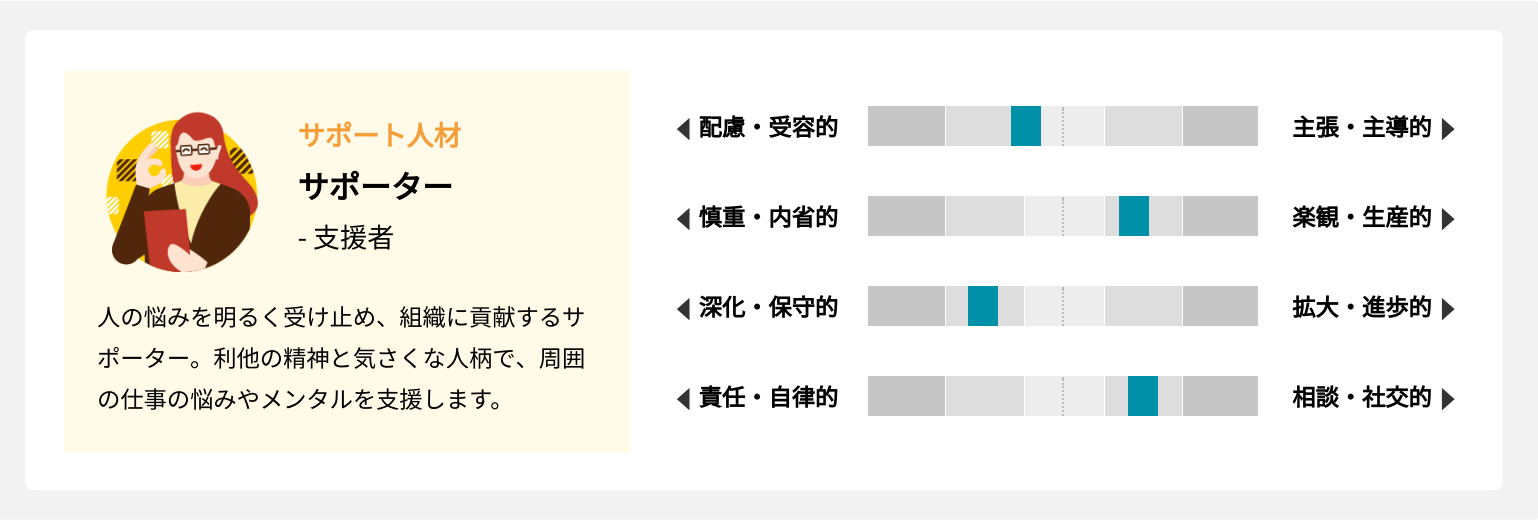 サポート人材
サポーター
- 支援者
人の悩みを明るく受け止め、組織に貢献するサ
ポーター。利他の精神と気さくな人柄で、周囲
の仕事の悩みやメンタルを支援します。
配慮・受容的 主張・主導的
慎重・内省的 楽観・生産的
深化・保守的 拡大・進歩的
責任・自律的 相談・社交的